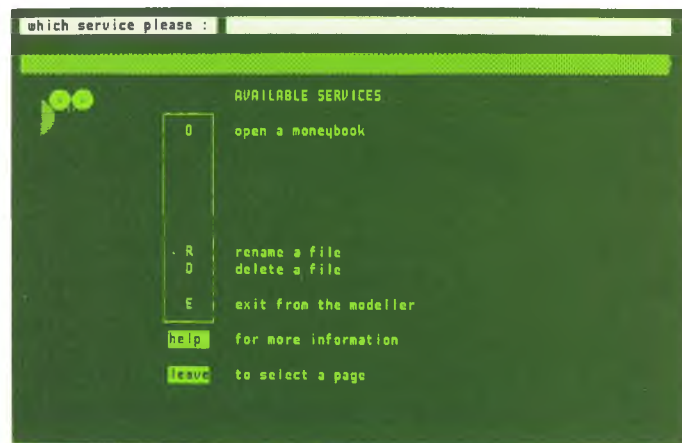 which service please :
AVAILABLE SERVICES
O open a moneybook
R rename a file
D delete a file
E exit from the modeller
help for more information
leave to select a page